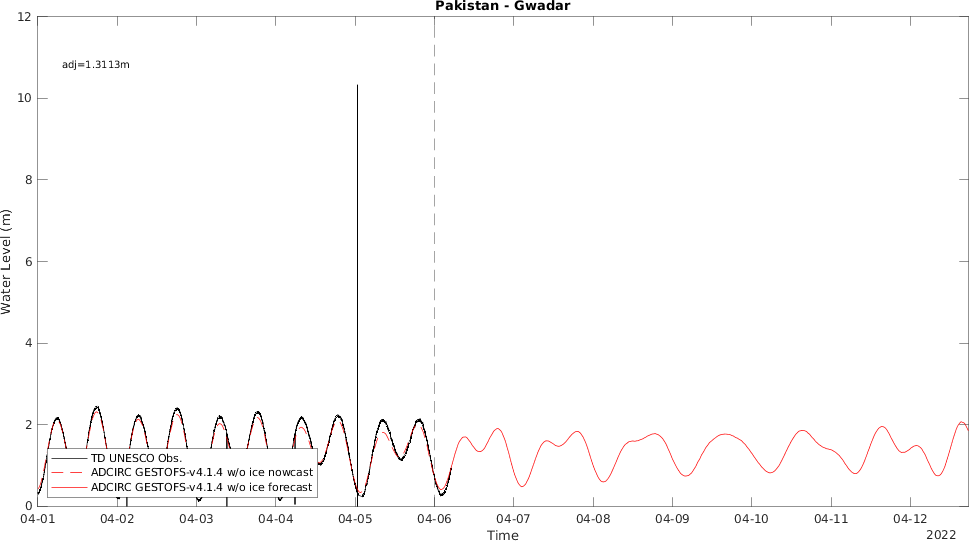 Pakistan - Gwadar
12
adj=1.3113m
10
8
6
4
2
0
Water Level (m)
TD UNESCO Obs.
ADCIRC GESTOFS-v4.1.4 w/o ice nowcast
ADCIRC GESTOFS-v4.1.4 w/o ice forecast
04-01 04-02 04-03 04-04 04-05 04-06 04-07 04-08 04-09 04-10 04-11 04-12
Time
2022